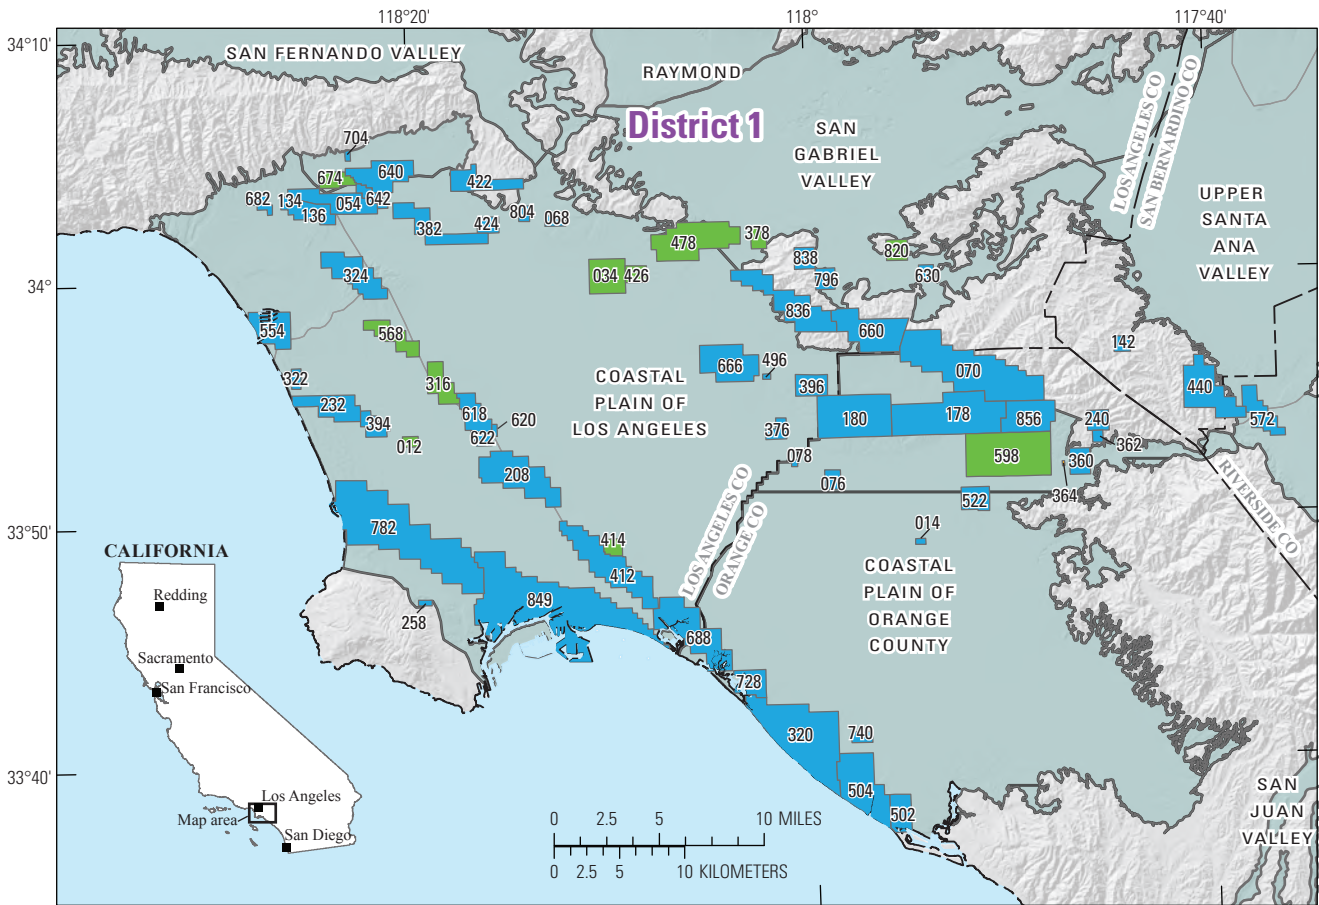 118°20'
118°
117°40'
34°10'
SAN FERNANDO VALLEY
RAYMOND
District 1
SAN
GABRIEL
VALLEY
LOS ANGELES CO
SAN BERNARDINO CO
UPPER
SANTA
ANA
VALLEY
704
674
640
422
682
134
054
642
136
382
424
804
068
478
378
838
820
324
034
426
796
630
34°
836
554
568
660
142
322
316
666
496
070
440
COASTAL
PLAIN OF
LOS ANGELES
396
232
394
618
620
622
376
180
178
856
240
572
012
362
078
598
360
208
076
364
RIVERSIDE CO
522
782
33°50'
014
LOS ANGELES CO
ORANGE CO
414
412
COASTAL
PLAIN OF
ORANGE
COUNTY
CALIFORNIA
Redding
849
258
688
Sacramento
San Francisco
728
320
740
33°40'
504
502
SAN
JUAN
VALLEY
Los Angeles
Map area
San Diego
0 2.5 5 10 MILES
0 2.5 5 10 KILOMETERS